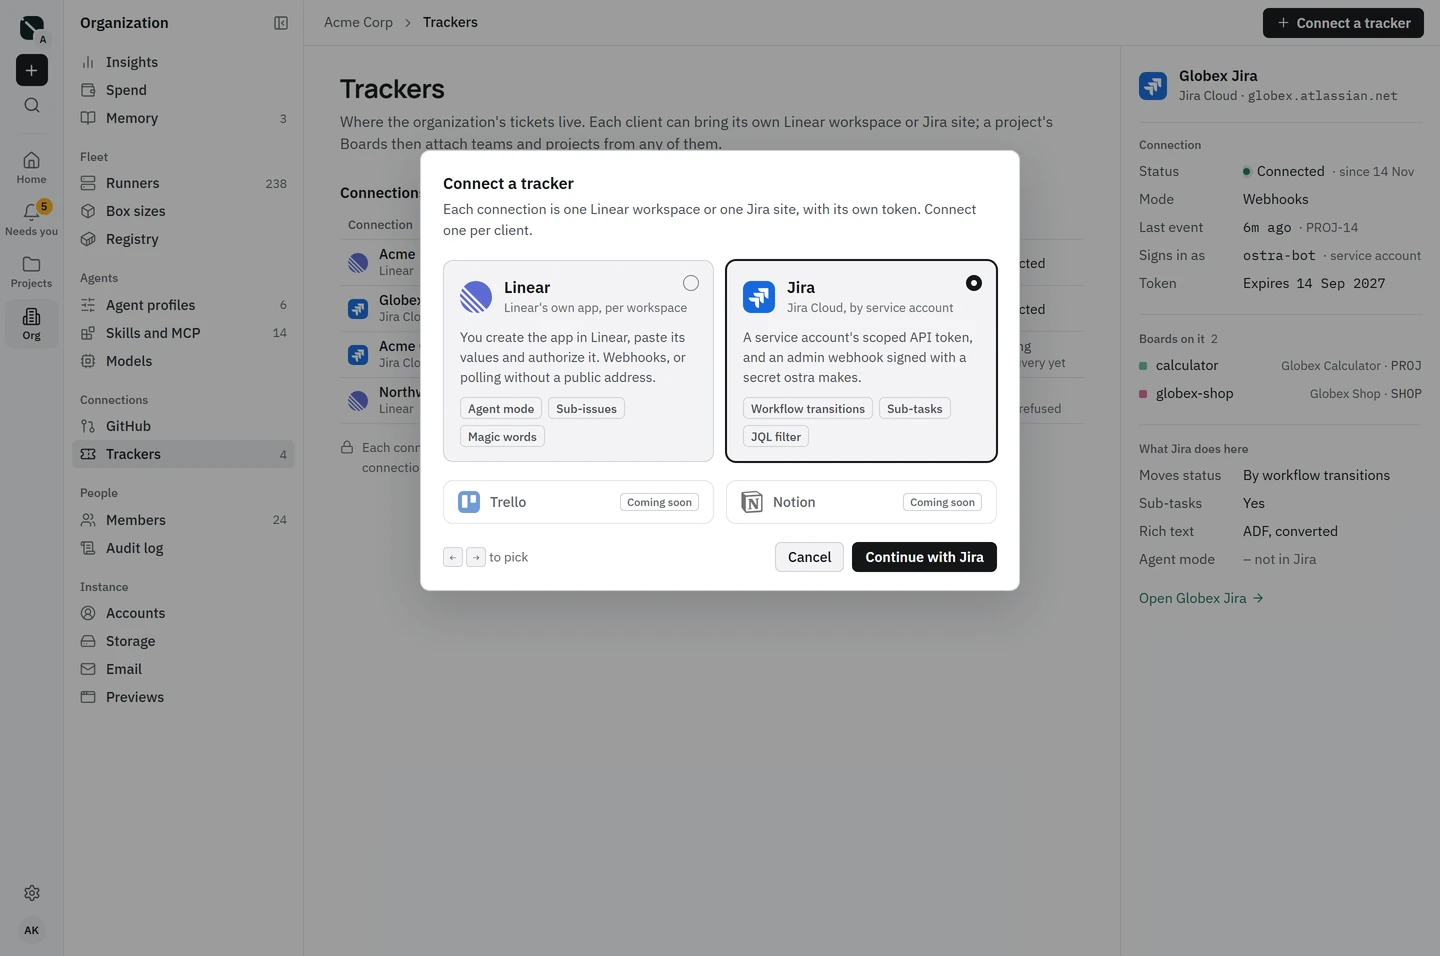 A
Organization
Insights
Spend
Memory 3
Fleet
Runners 238
Box sizes
Registry
Agents
Agent profiles 6
Skills and MCP 14
Models
Connections
GitHub
Trackers 4
People
Members 24
Audit log
Instance
Accounts
Storage
Email
Previews
Home
5
Needs you
Projects
Org
AK
Acme Corp > Trackers
+ Connect a tracker
Trackers
Where the organization's tickets live. Each client can bring its own Linear workspace or Jira site; a project's
Boards then attach teams and projects from any of them.
Connections
Connection
Acme
Linear
Globex
Jira Clo
Acme
Jira Clo
Linear
refused
Each conn
connectio
Connect a tracker
Each connection is one Linear workspace or one Jira site, with its own token. Connect
one per client.
Linear
Linear's own app, per workspace
You create the app in Linear, paste its
values and authorize it. Webhooks, or
polling without a public address.
Agent mode Sub-issues
Magic words
Jira
Jira Cloud, by service account
A service account's scoped API token,
and an admin webhook signed with a
secret ostra makes.
Workflow transitions Sub-tasks
JQL filter
Trello Coming soon
Notion Coming soon
← → to pick
Cancel
Continue with Jira
Globex Jira
Jira Cloud · globex.atlassian.net
Connection
Status Connected · since 14 Nov
Mode Webhooks
Last event 6m ago · PROJ-14
Signs in as ostra-bot · service account
Token Expires 14 Sep 2027
Boards on it 2
calculator Globex Calculator · PROJ
globex-shop Globex Shop · SHOP
What Jira does here
Moves status By workflow transitions
Sub-tasks Yes
Rich text ADF, converted
Agent mode – not in Jira
Open Globex Jira →